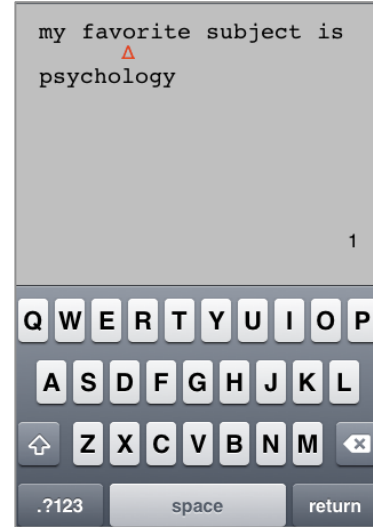 my favorite subject is
Δ
psychology
1
Q W E R T Y U I O P
A S D F G H J K L
Z X C V B N M
.?123 space return